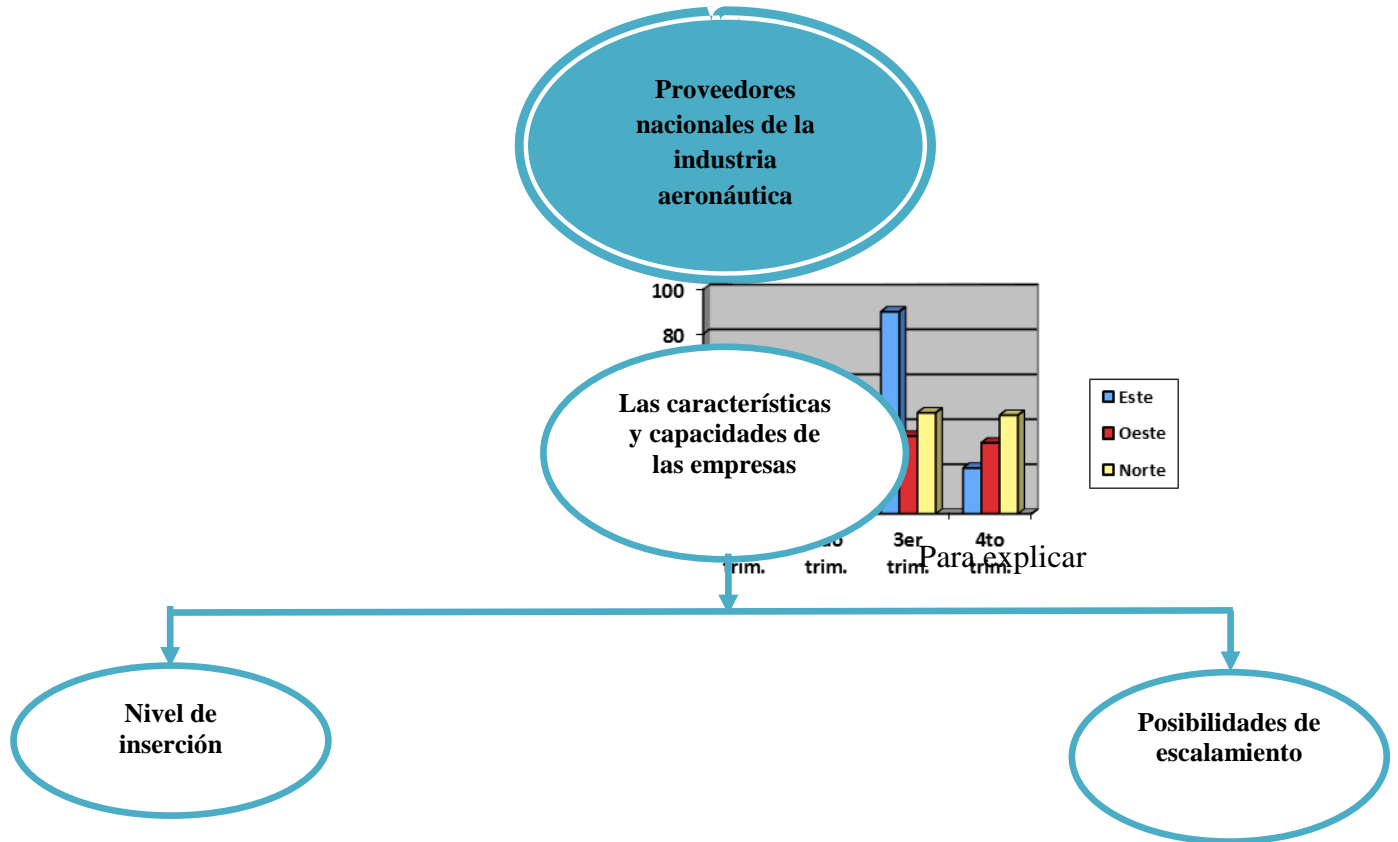 Proveedores
nacionales de la
industria
aeronáutica
100
80
Las características
y capacidades de
las empresas
Este
Oeste
Norte
3er
4to
trim.
trim.
trim.
trim.
Para explicar
Nivel de
inserción
Posibilidades de
escalamiento